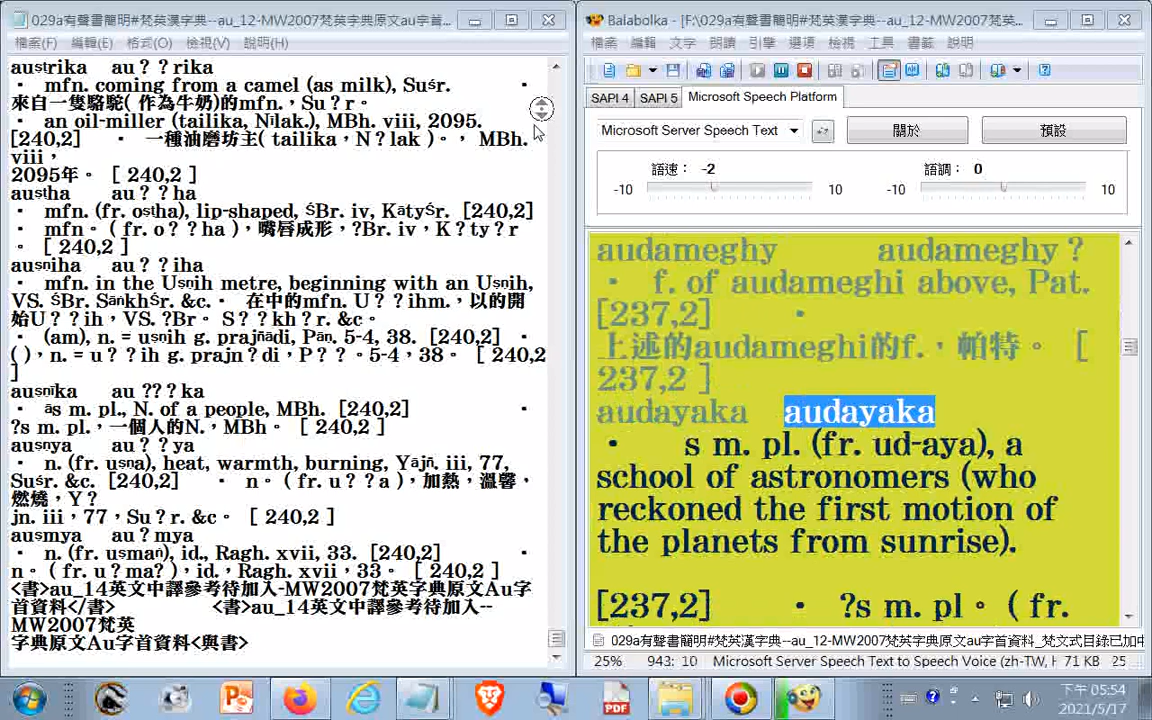 029a有聲書簡明#梵英漢字典--au_12-MW2007梵英字典原文au字首...
檔案(F) 編輯(E) 格式(O) 檢視(V) 說明(H)
auṣṭrika au??rika
• mfn. coming from a camel (as milk), Suśr. •
來自一隻駱駝( 作為牛奶)的mfn.，Su?r。
• an oil-miller (tailika, Nīlak.), MBh. viii, 2095.
[240,2] • 一種油磨坊主( tailika，N?lak )。， MBh.
viii，
2095年。 [ 240,2 ]
auṣṭha au??ha
• mfn. (fr. oṣṭha), lip-shaped, ŚBr. iv, KātyŚr. [240,2]
• mfn。( fr. o??ha )，嘴唇成形，?Br. iv，K?ty?r
。 [ 240,2 ]
auṣṇiha au??iha
• mfn. in the Uṣṇih metre, beginning with an Uṣṇih,
VS. ŚBr. ŚāṅkhŚr. &c. • 在中的mfn. U??ihm.，以的開
始U??ih，VS. ?Br。 S??kh?r. &c。
• (am), n. = uṣṇih g. prajñādi, Pāṇ. 5-4, 38. [240,2]
( )，n. = u??ih g. prajn?di，P??。5-4，38。 [ 240,2
]
auṣṇīka au???ka
• ās m. pl., N. of a people, MBh. [240,2] •
?s m. pl.，一個人的N.，MBh。 [ 240,2 ]
auṣṇya au??ya
• n. (fr. uṣṇa), heat, warmth, burning, Yājñ. iii, 77,
Suśr. &c. [240,2] • n。( fr. u??a )，加熱，溫馨，
燃燒，Y?
jn. iii，77，Su?r. &c。 [ 240,2 ]
auṣmya au?mya
• n. (fr. uṣmaṅ), id., Ragh. xvii, 33. [240,2] •
n。( fr. u?ma?)，id.，Ragh. xvii，33。 [ 240,2 ]
<書>au_14英文中譯參考待加入-MW2007梵英字典原文Au字
首資料</書> <書>au_14英文中譯參考待加入--
MW2007梵英
字典原文Au字首資料<與書>
Balabolka - [F:\029a有聲書簡明#梵英漢字典--au_12-MW2007梵英...
檔案 編輯 文字 朗讀 引擎 選項 檢視 工具 書籤 說明
SAPI 4 SAPI 5 Microsoft Speech Platform
Microsoft Server Speech Text 關於 預設
語速： -2 語調： 0
-10 10 -10 10
audameghy audameghy?
• f. of audameghi above, Pat.
[237,2] •
上述的audameghi的f.，帕特。 [
237,2 ]
audayaka audayaka
• s m. pl. (fr. ud-aya), a
school of astronomers (who
reckoned the first motion of
the planets from sunrise).
[237,2] • ?s m. pl。( fr.
029a有聲書簡明#梵英漢字典--au_12-MW2007梵英字典原文au字首資料_梵文式目錄已加中
25% 943: 10 Microsoft Server Speech Text to Speech Voice (zh-TW, H 71 KB 25
下午 05:54
2021/5/17